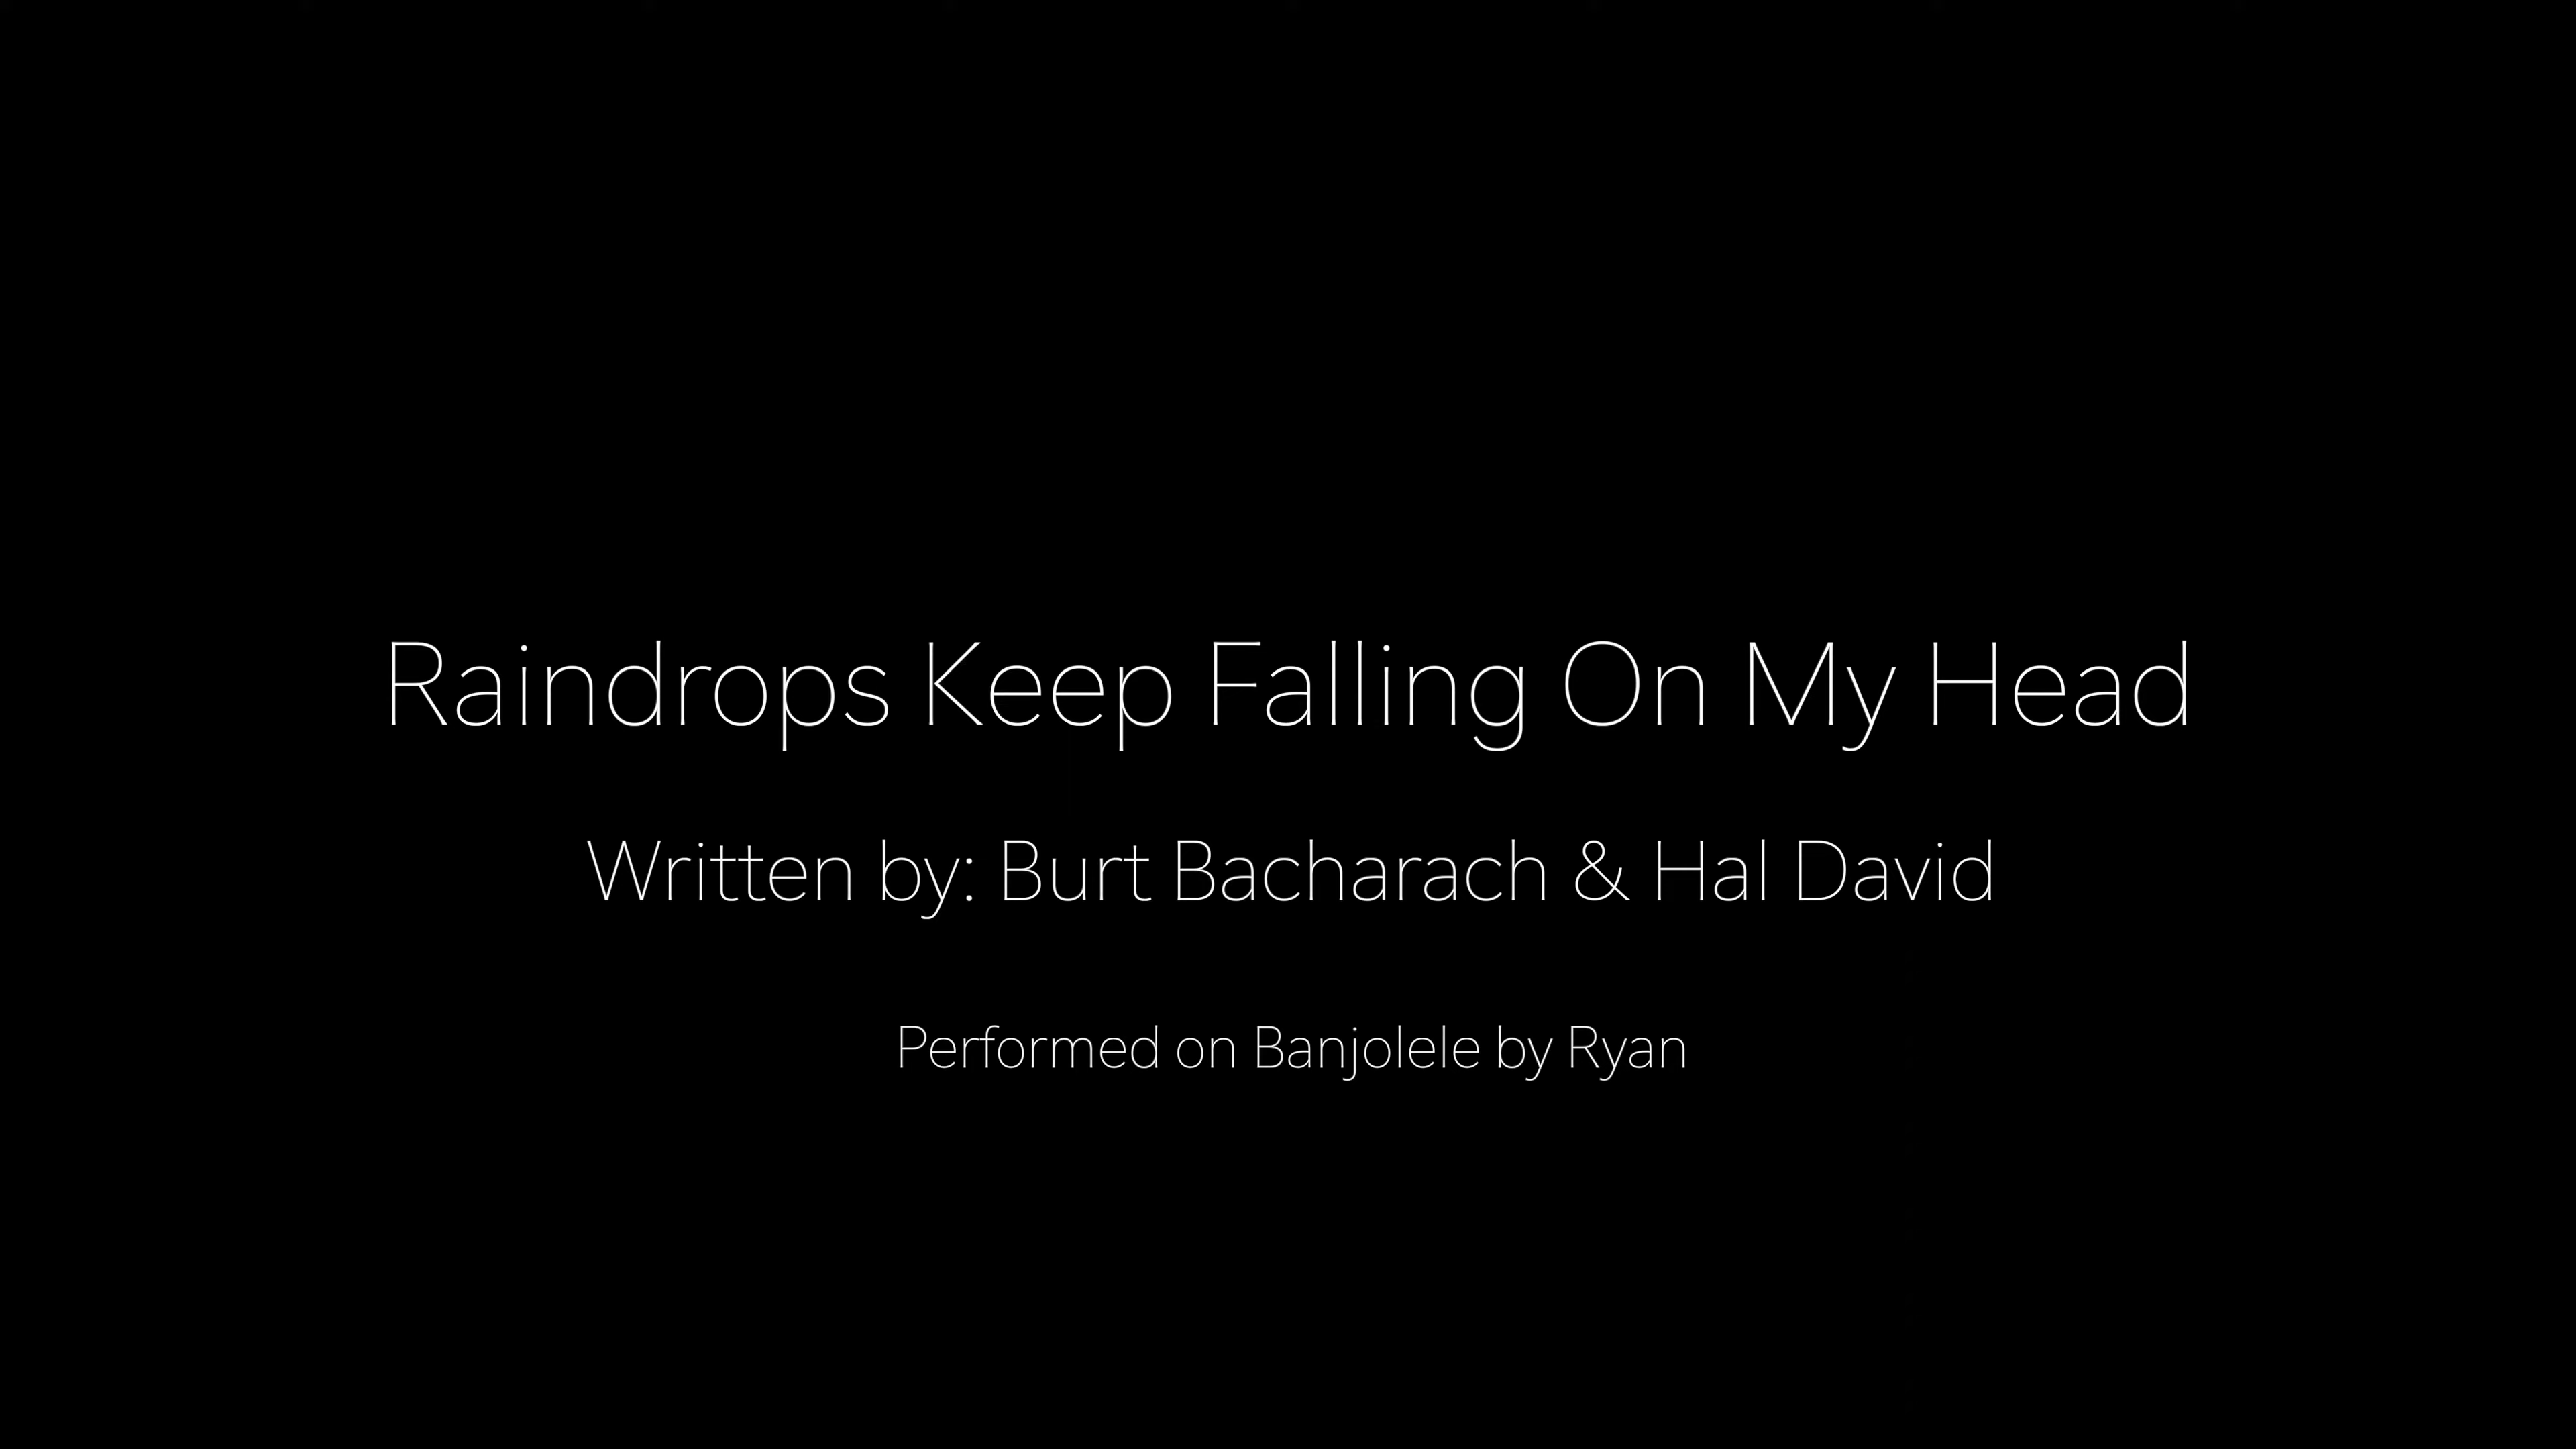 Raindrops Keep Falling On My Head
Written by: Burt Bacharach & Hal David
Performed on Banjolele by Ryan